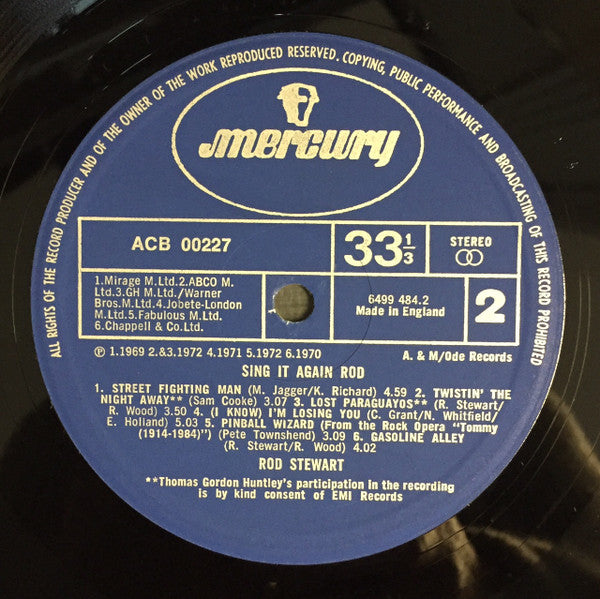 ALL RIGHTS OF THE RECORD PRODUCER AND OF THE OWNER OF THE WORK REPRODUCED RESERVED. COPYING, PUBLIC PERFORMANCE AND BROADCASTING OF THIS RECORD PROHIBITED
mercury
ACB 00227
33 1/3
STEREO
1.Mirage M.Ltd.2.ABCO M.
Ltd.3.GH M.Ltd./Warner
Bros.M.Ltd.4.Jobete-London
M.Ltd.5.Fabulous M.Ltd.
6.Chappell & Co.Ltd.
6499 484.2
Made in England
2
℗ 1.1969 2.&3.1972 4.1971 5.1972 6.1970
A. & M/Ode Records
SING IT AGAIN ROD
1. STREET FIGHTING MAN (M. Jagger/K. Richard) 4.59 2. TWISTIN' THE
NIGHT AWAY** (Sam Cooke) 3.07 3. LOST PARAGUAYOS** (R. Stewart/
R. Wood) 3.50 4. (I KNOW) I'M LOSING YOU (C. Grant/N. Whitfield/
E. Holland) 5.03 5. PINBALL WIZARD (From the Rock Opera "Tommy
(1914-1984)") (Pete Townshend) 3.09 6. GASOLINE ALLEY
(R. Stewart/R. Wood) 4.02
ROD STEWART
**Thomas Gordon Huntley's participation in the recording
is by kind consent of EMI Records